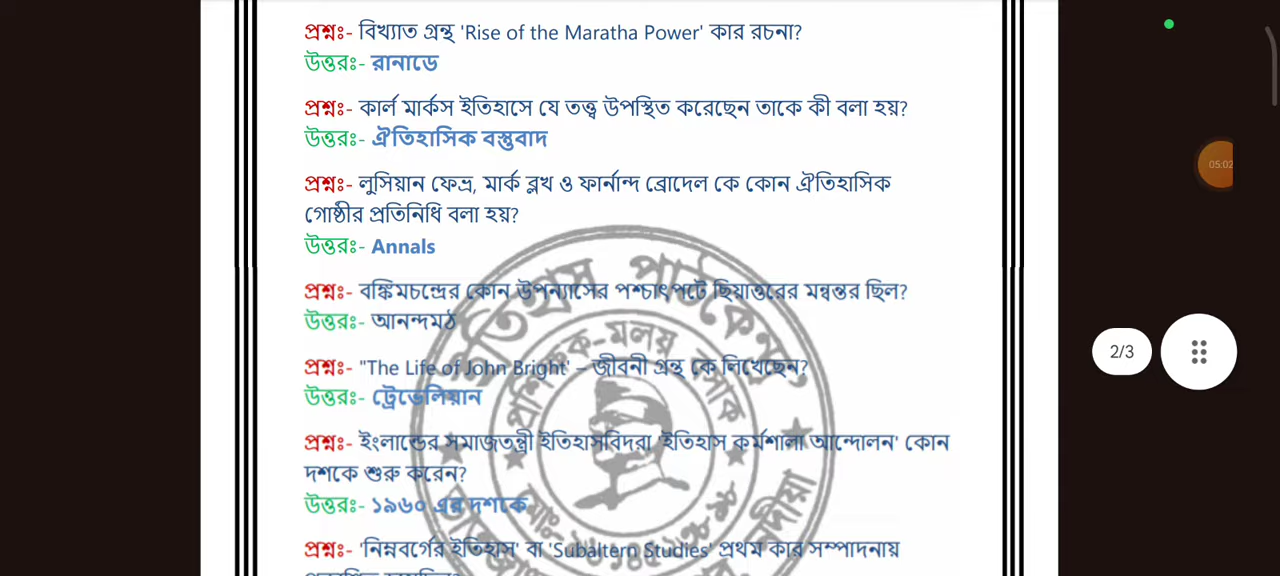 প্রশ্নঃ- বিখ্যাত গ্রন্থ 'Rise of the Maratha Power' কার রচনা?
উত্তরঃ- রানাডে
প্রশ্নঃ- কার্ল মার্কস ইতিহাসে যে তত্ত্ব উপস্থিত করেছেন তাকে কী বলা হয়?
উত্তরঃ- ঐতিহাসিক বস্তুবাদ
05:02
প্রশ্নঃ- লুসিয়ান ফেভ্র, মার্ক ব্লখ ও ফার্নান্দ ব্রোদেল কে কোন ঐতিহাসিক
গোষ্ঠীর প্রতিনিধি বলা হয়?
উত্তরঃ- Annals
প্রশ্নঃ- বঙ্কিমচন্দ্রের কোন উপন্যাসের পশ্চাৎপটে ছিয়াত্তরের মন্বন্তর ছিল?
উত্তরঃ- আনন্দমঠ
2/3
প্রশ্নঃ- "The Life of John Bright' – জীবনী গ্রন্থ কে লিখেছেন?
উত্তরঃ- ট্রেভেলিয়ান
প্রশ্নঃ- ইংলান্ডের সমাজতন্ত্রী ইতিহাসবিদরা 'ইতিহাস কর্মশালা আন্দোলন' কোন
দশকে শুরু করেন?
উত্তরঃ- ১৯৬০ এর দশকে
প্রশ্নঃ- 'নিম্নবর্গের ইতিহাস' বা 'Subaltern Studies' প্রথম কার সম্পাদনায়